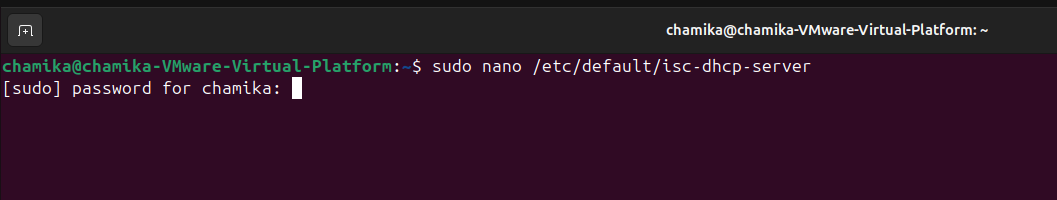 chamika@chamika-VMware-Virtual-Platform: ~
chamika@chamika-VMware-Virtual-Platform:~$ sudo nano /etc/default/isc-dhcp-server
[sudo] password for chamika: